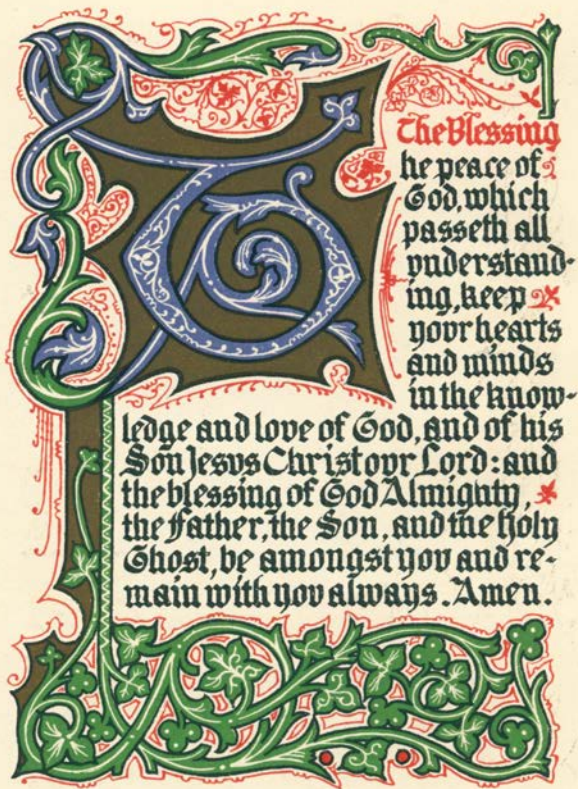 The Blessing
The peace of
God, which
passeth all
vnderstand-
ing, keep
yovr hearts
and minds
in the know-
ledge and love of God, and of his
Son Jesvs Christ ovr Lord: and
the blessing of God Almighty,
the Father, the Son, and the Holy
Ghost, be amongst yov and re-
main with yov always. Amen.